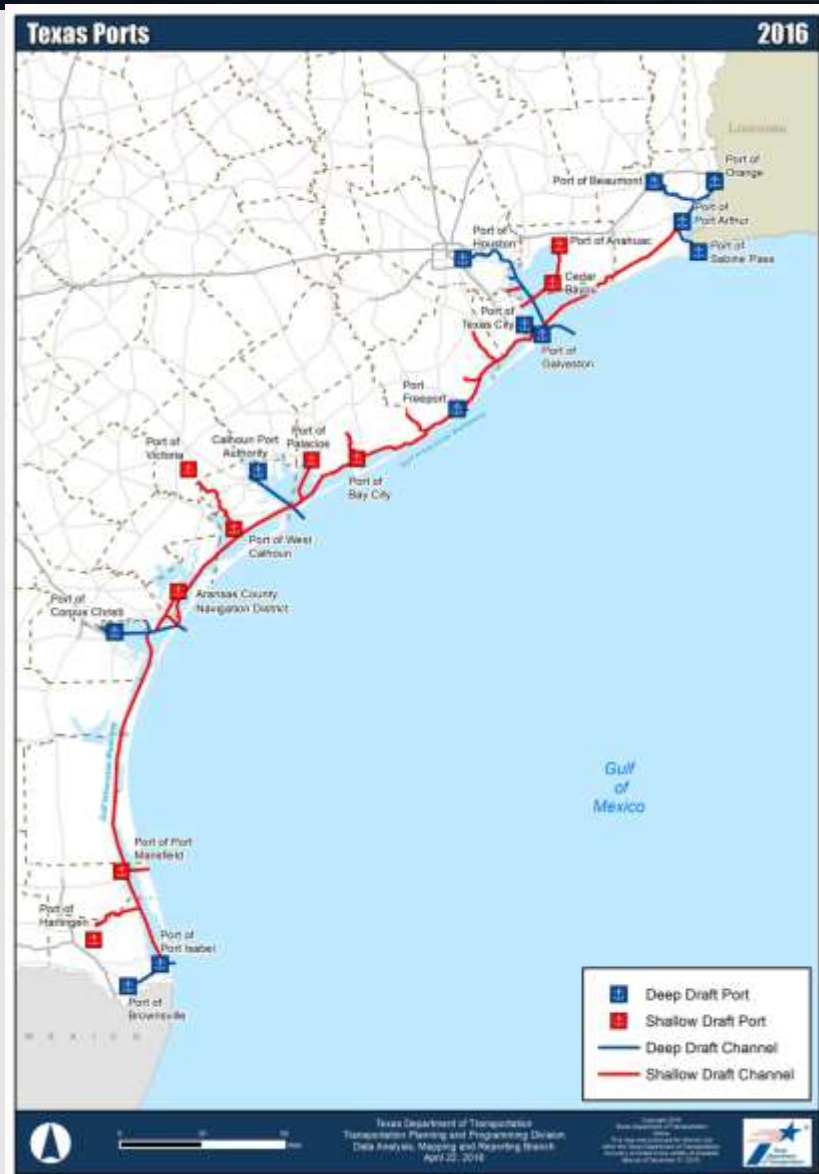 Texas Ports
2016
Louisiana
Port of
Orange
Port of Beaumont
Port of
Port Arthur
Port of
Sabine Pass
Port of
Houston
Port of Anahuac
Cedar
Bayou
Port of
Texas City
Port of
Galveston
Port
Freeport
Port of
Victoria
Calhoun Port
Authority
Port of
Palacios
Port of
Bay City
Port of West
Calhoun
Aransas County
Navigation District
Port of
Corpus Christi
Gulf
of
Mexico
Port of Port
Mansfield
Port of
Harlingen
Port of
Port Isabel
Port of
Brownsville
MEXICO
Deep Draft Port
Shallow Draft Port
Deep Draft Channel
Shallow Draft Channel
Texas Department of Transportation
Transportation Planning and Programming Division
Data Analysis, Mapping and Reporting Branch
April 22, 2016